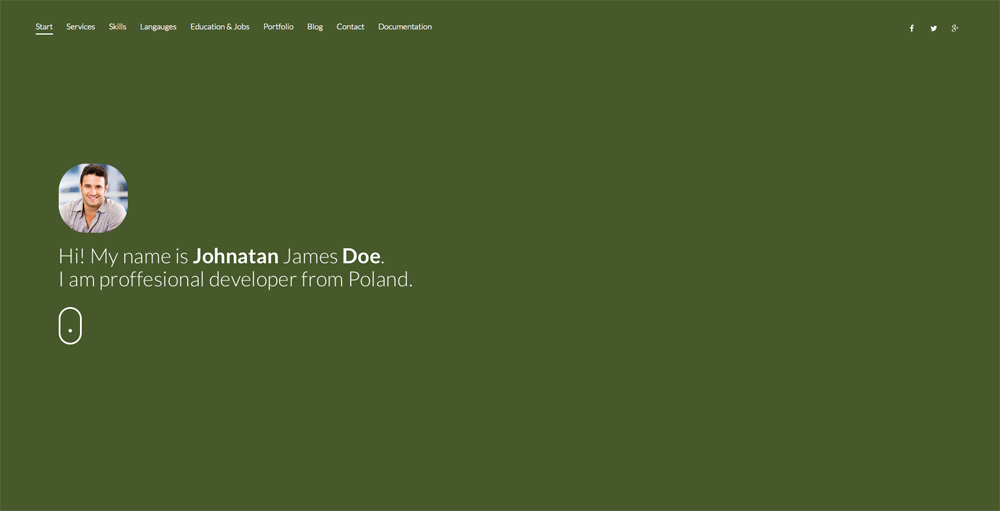 Start Services Skills Langauges Education & Jobs Portfolio Blog Contact Documentation
Hi! My name is Johnatan James Doe.
I am proffesional developer from Poland.